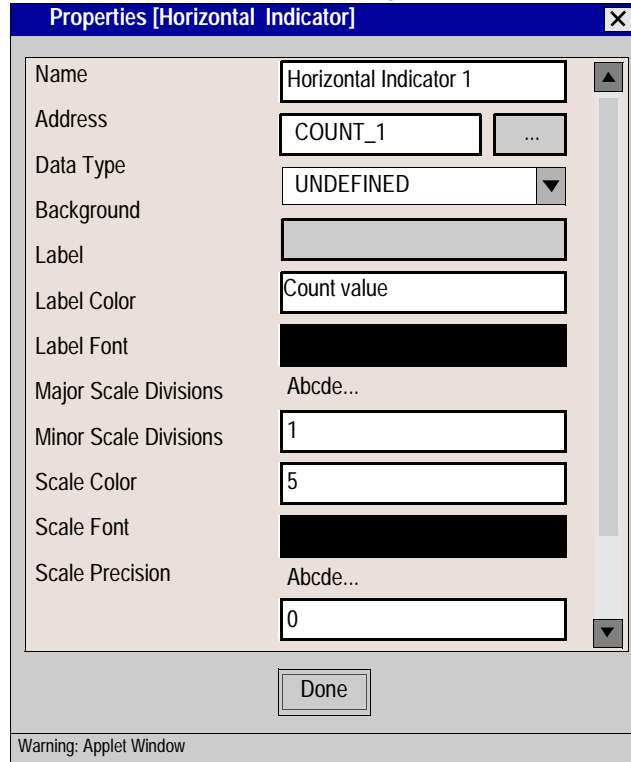 Properties [Horizontal Indicator]
Name
Horizontal Indicator 1
Address
COUNT_1
...
Data Type
UNDEFINED
Background
Label
Count value
Label Color
Label Font
Abcde...
Major Scale Divisions
1
Minor Scale Divisions
5
Scale Color
Scale Font
Abcde...
Scale Precision
0
Done
Warning: Applet Window